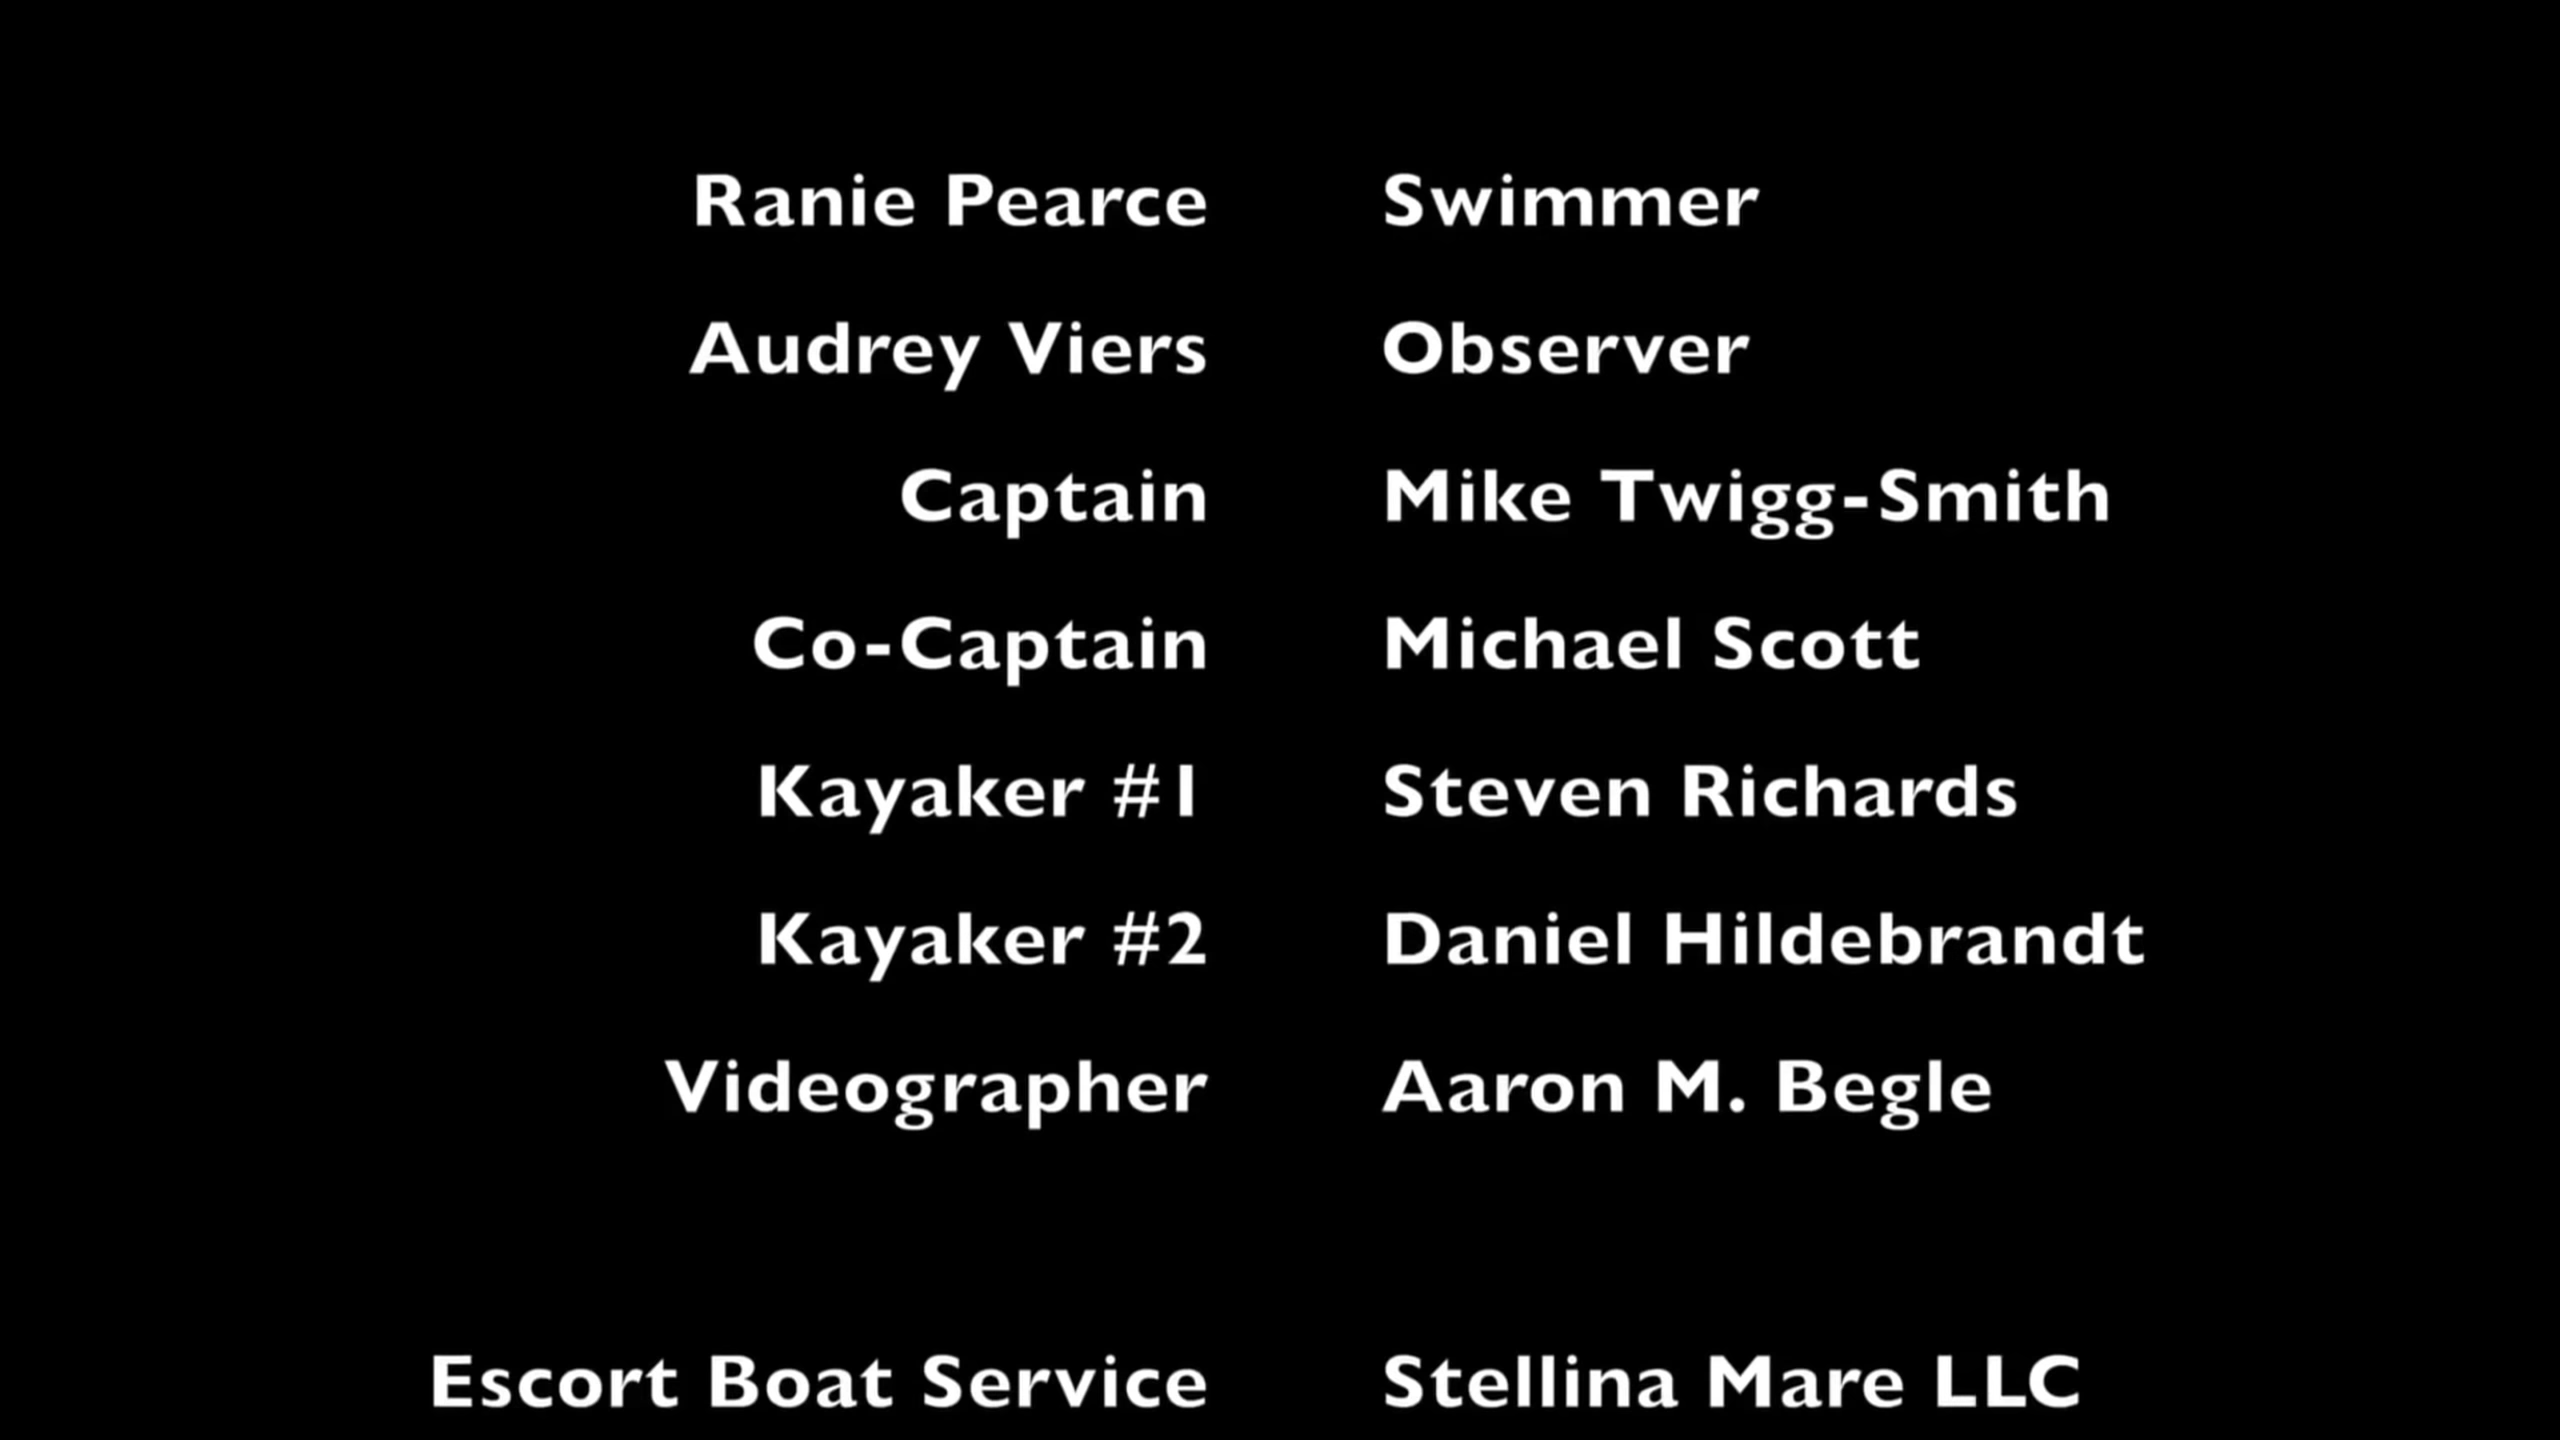 Ranie Pearce Swimmer
Audrey Viers Observer
Captain Mike Twigg-Smith
Co-Captain Michael Scott
Kayaker #1 Steven Richards
Kayaker #2 Daniel Hildebrandt
Videographer Aaron M. Begle
Escort Boat Service Stellina Mare LLC